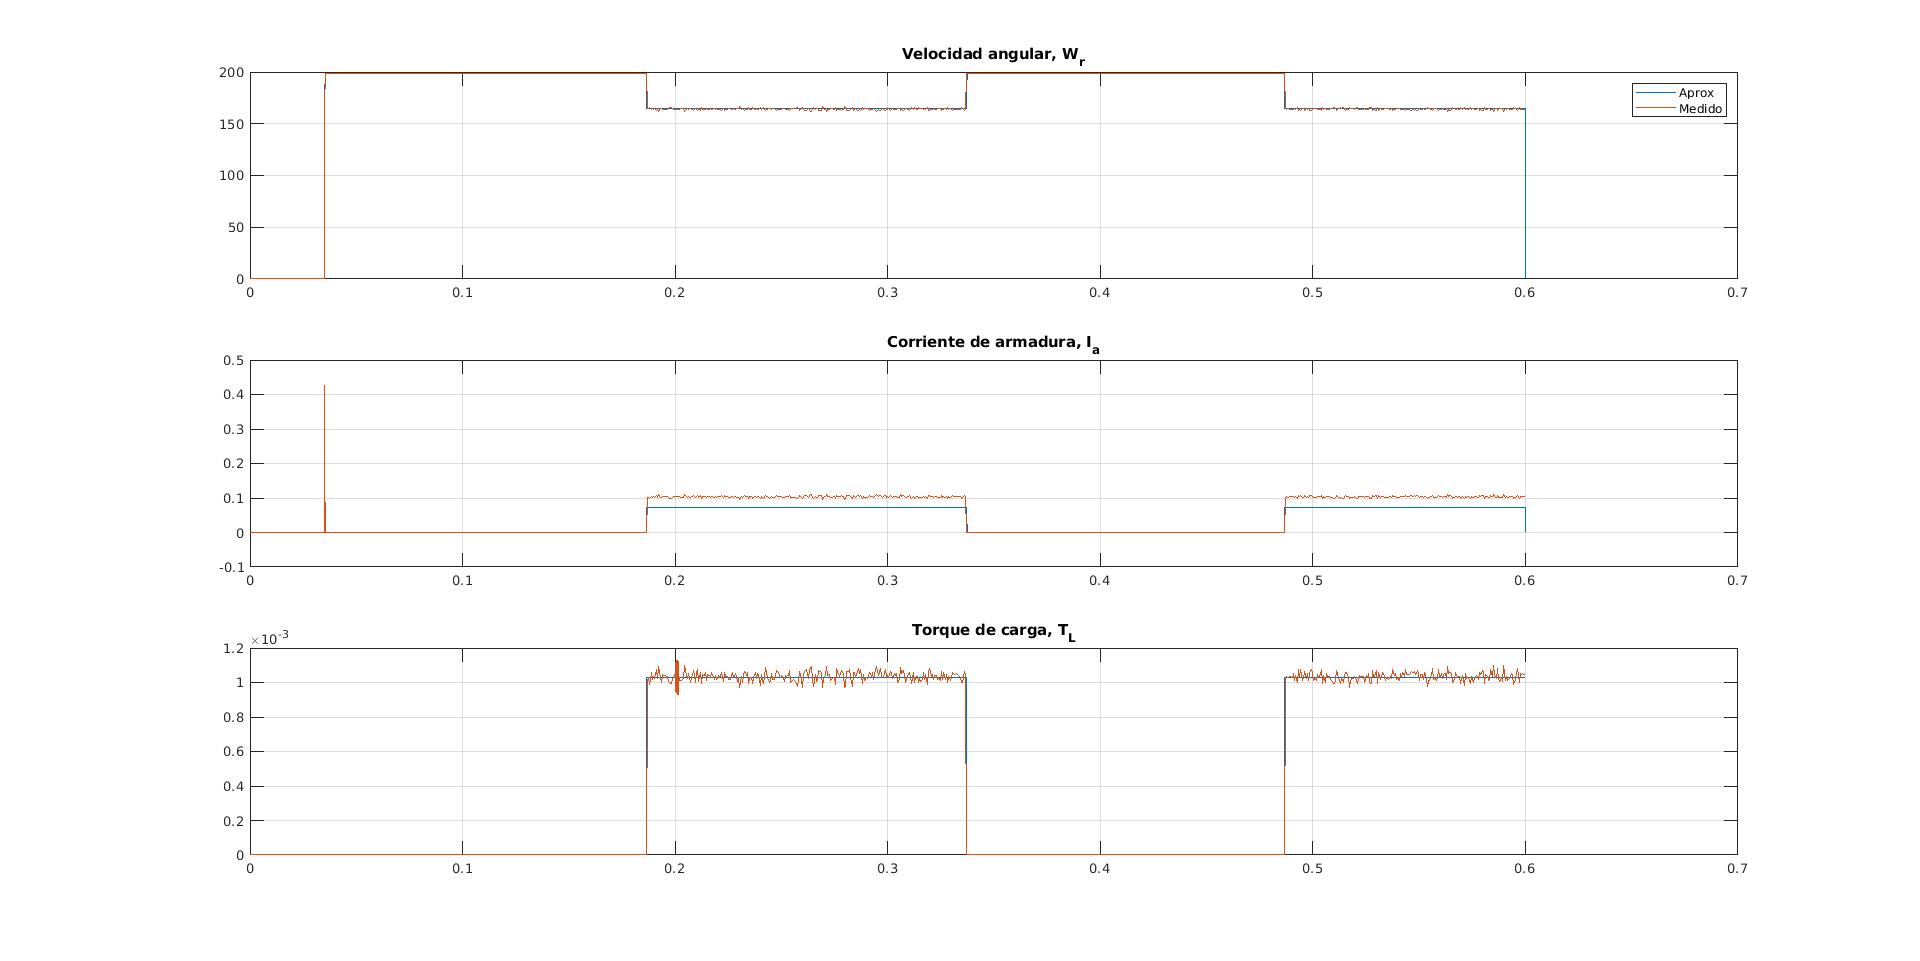 Velocidad angular, W_r
200
150
100
50
0
0 0.1 0.2 0.3 0.4 0.5 0.6 0.7
Aprox
Medido
Corriente de armadura, I_a
0.5
0.4
0.3
0.2
0.1
0
-0.1
0 0.1 0.2 0.3 0.4 0.5 0.6 0.7
Torque de carga, T_L
×10^-3
1.2
1
0.8
0.6
0.4
0.2
0
0 0.1 0.2 0.3 0.4 0.5 0.6 0.7